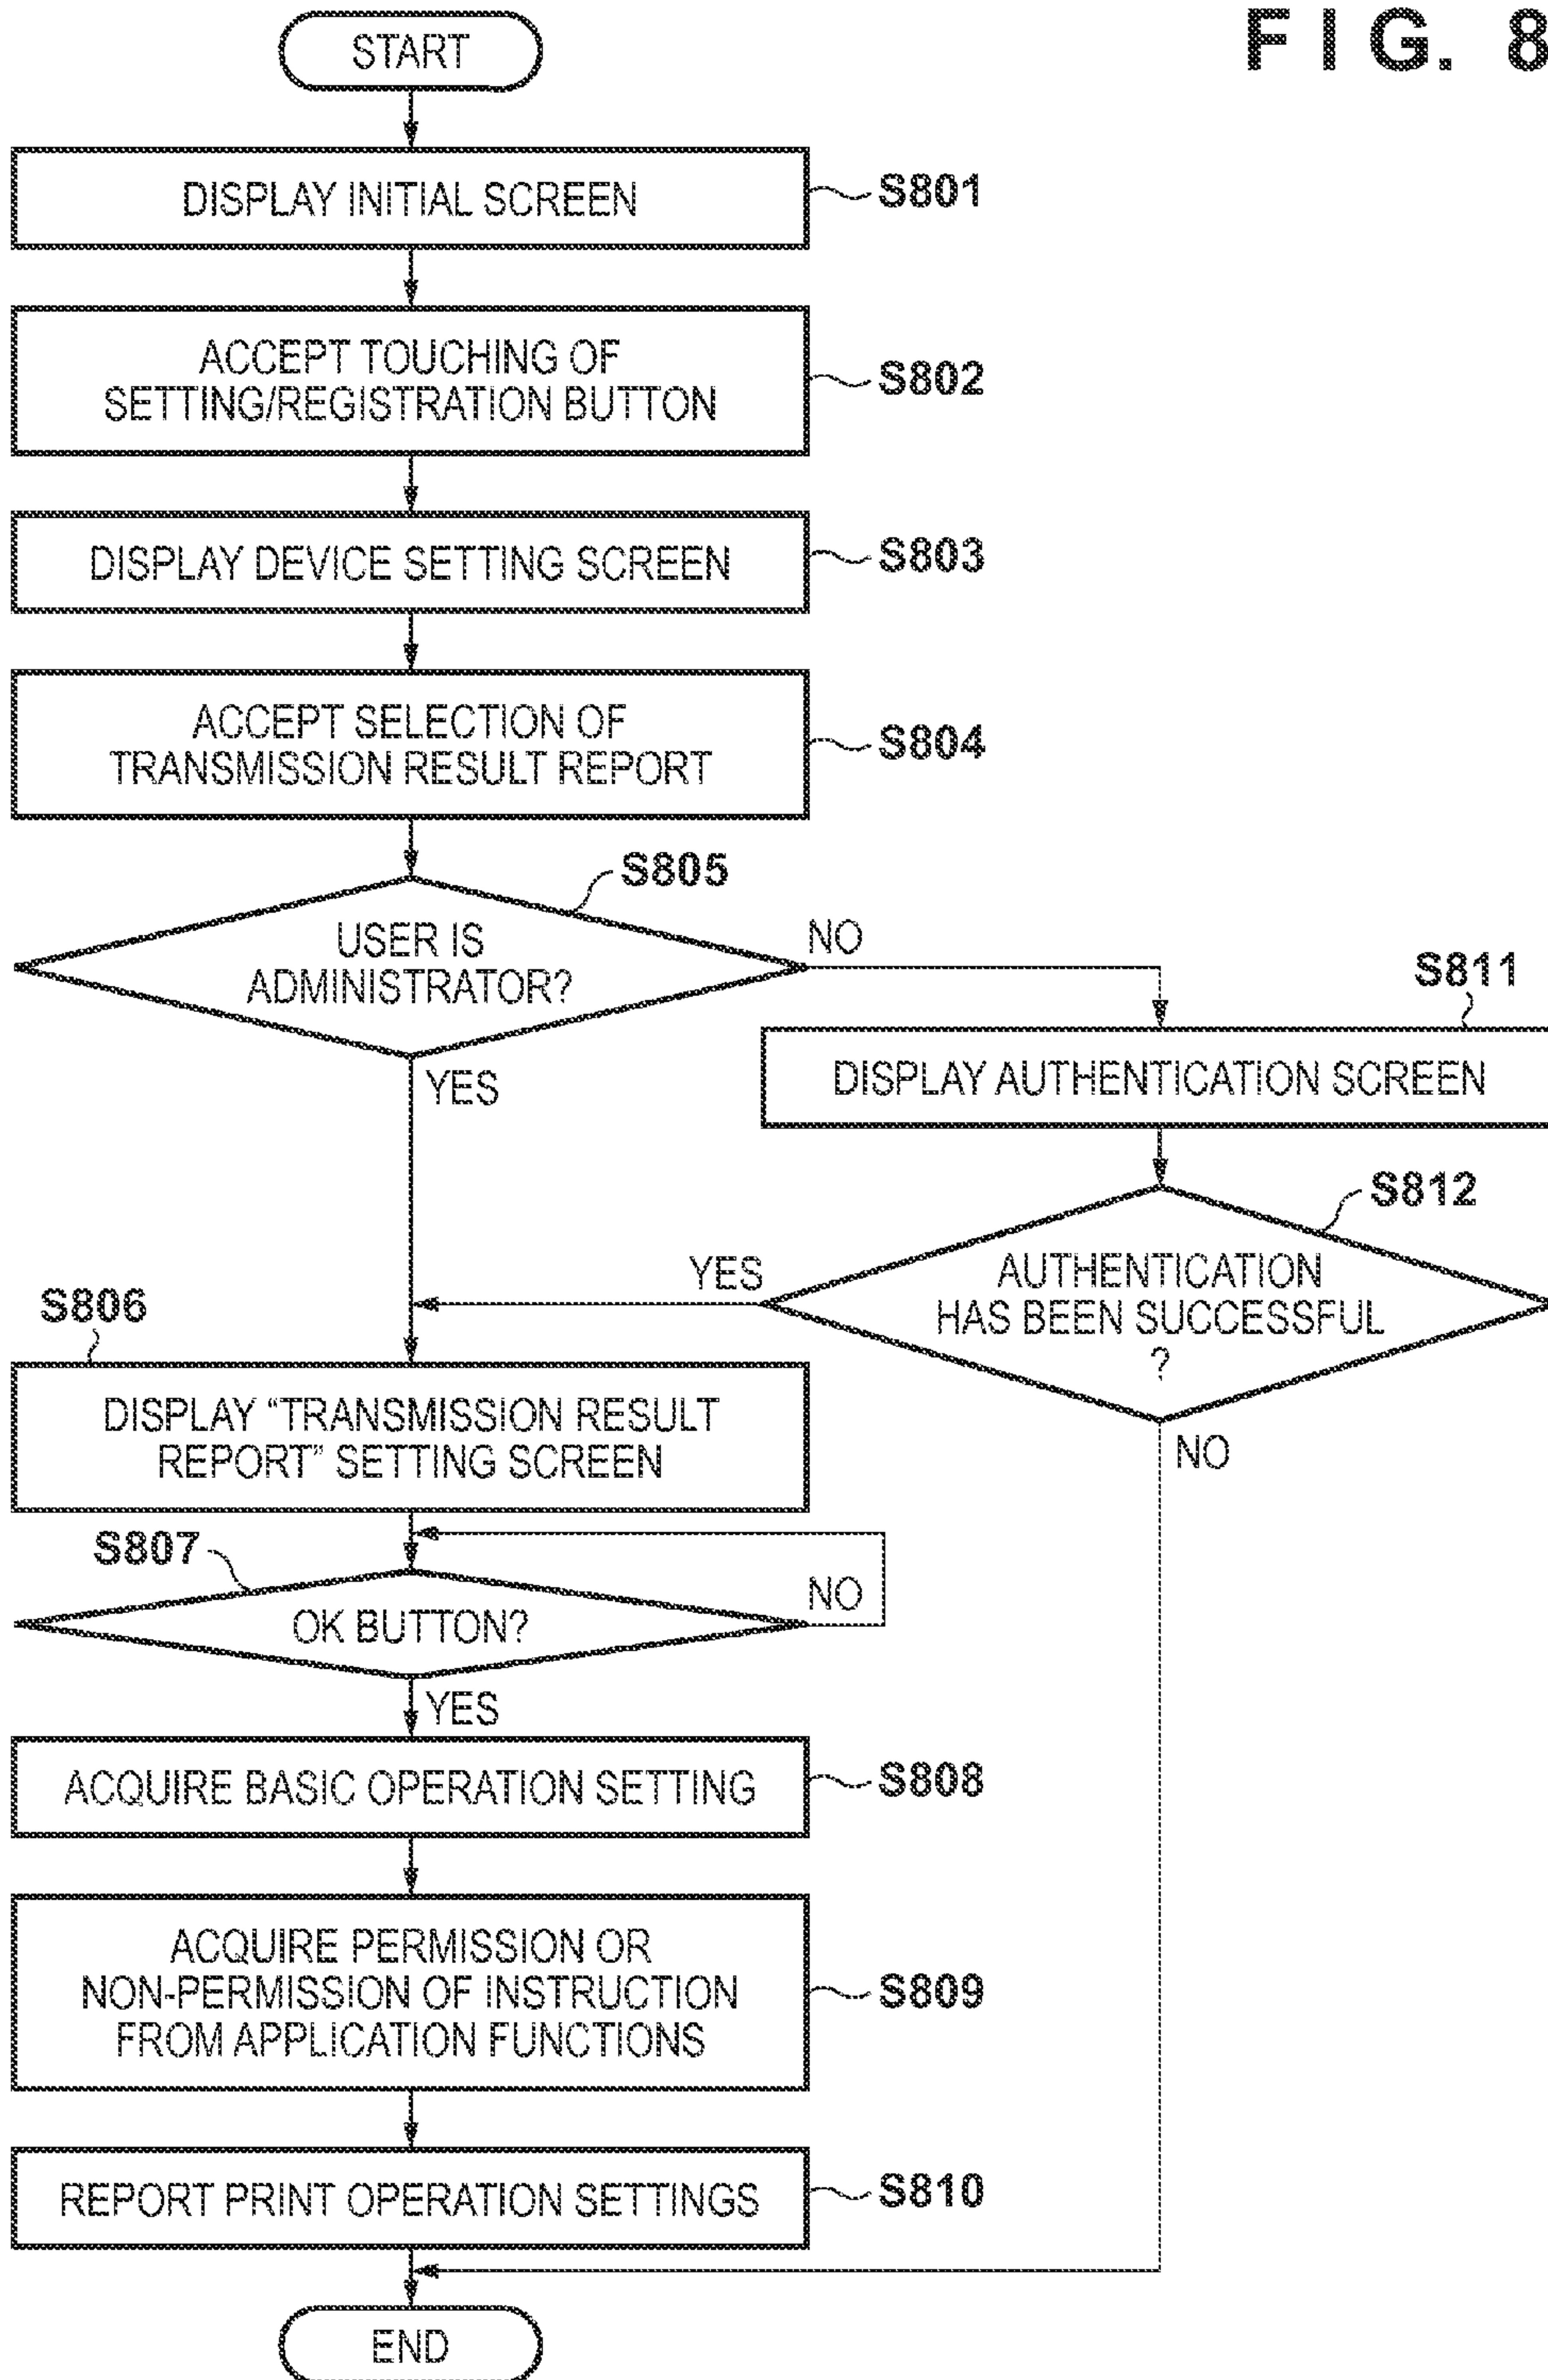 FIG. 8
START
DISPLAY INITIAL SCREEN
S801
ACCEPT TOUCHING OF
SETTING/REGISTRATION BUTTON
S802
DISPLAY DEVICE SETTING SCREEN
S803
ACCEPT SELECTION OF
TRANSMISSION RESULT REPORT
S804
S805
USER IS
ADMINISTRATOR?
NO
YES
S811
DISPLAY AUTHENTICATION SCREEN
S812
AUTHENTICATION
HAS BEEN SUCCESSFUL
?
YES
NO
S806
DISPLAY “TRANSMISSION RESULT
REPORT” SETTING SCREEN
S807
OK BUTTON?
NO
YES
ACQUIRE BASIC OPERATION SETTING
S808
ACQUIRE PERMISSION OR
NON-PERMISSION OF INSTRUCTION
FROM APPLICATION FUNCTIONS
S809
REPORT PRINT OPERATION SETTINGS
S810
END